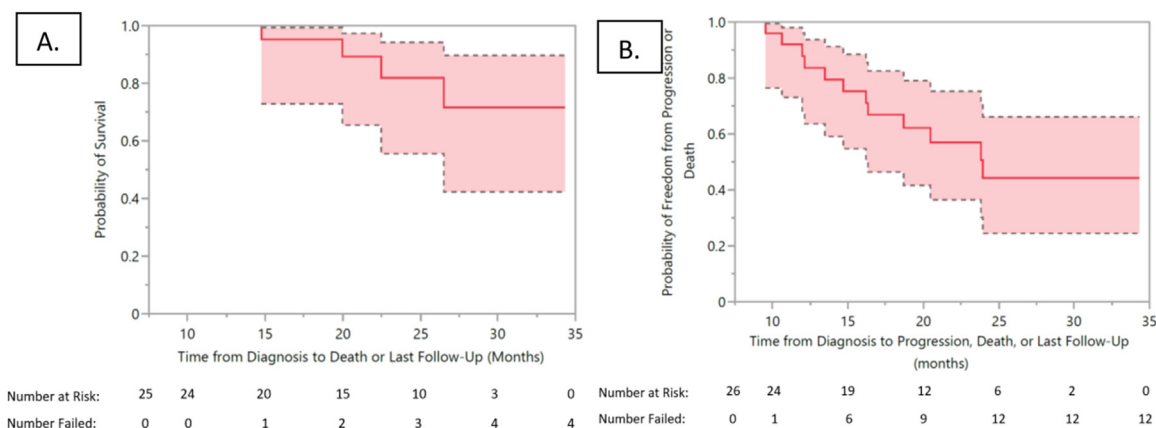 A.
1.0
0.8
0.6
0.4
0.2
0
Probability of Survival
10 15 20 25 30 35
Time from Diagnosis to Death or Last Follow-Up (Months)
Number at Risk: 25 24 20 15 10 3 0
Number Failed: 0 0 1 2 3 4 4
B.
1.0
0.8
0.6
0.4
0.2
0
Probability of Freedom from Progression or
Death
10 15 20 25 30 35
Time from Diagnosis to Progression, Death, or Last Follow-Up
(months)
Number at Risk: 26 24 19 12 6 2 0
Number Failed: 0 1 6 9 12 12 12